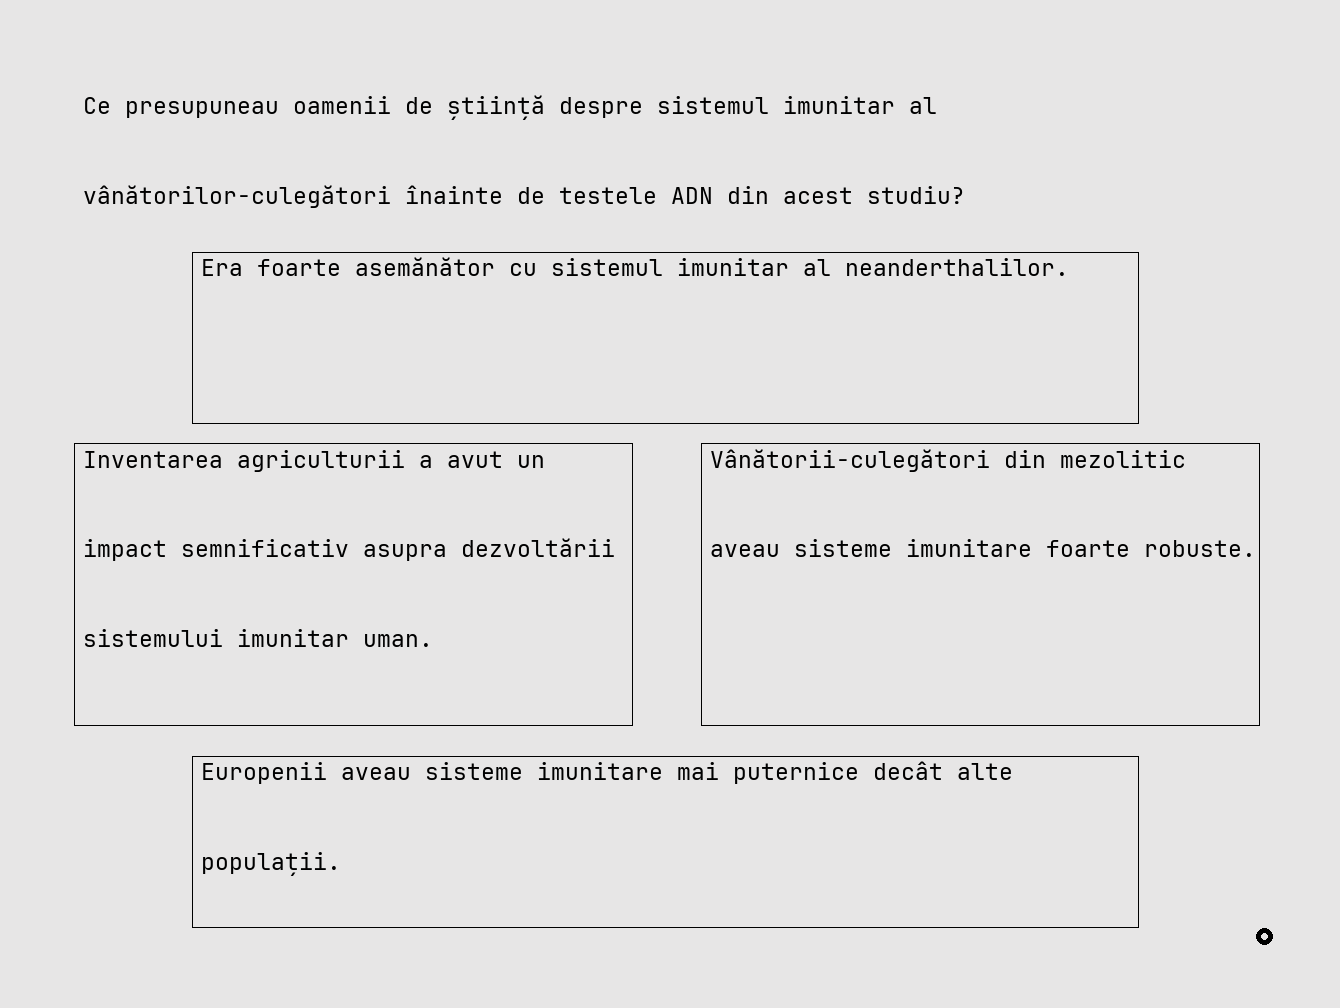 Ce presupuneau oamenii de știință despre sistemul imunitar al
vânătorilor-culegători înainte de testele ADN din acest studiu?
Era foarte asemănător cu sistemul imunitar al neanderthalilor.
Inventarea agriculturii a avut un
impact semnificativ asupra dezvoltării
sistemului imunitar uman.
Vânătorii-culegători din mezolitic
aveau sisteme imunitare foarte robuste.
Europenii aveau sisteme imunitare mai puternice decât alte
populații.